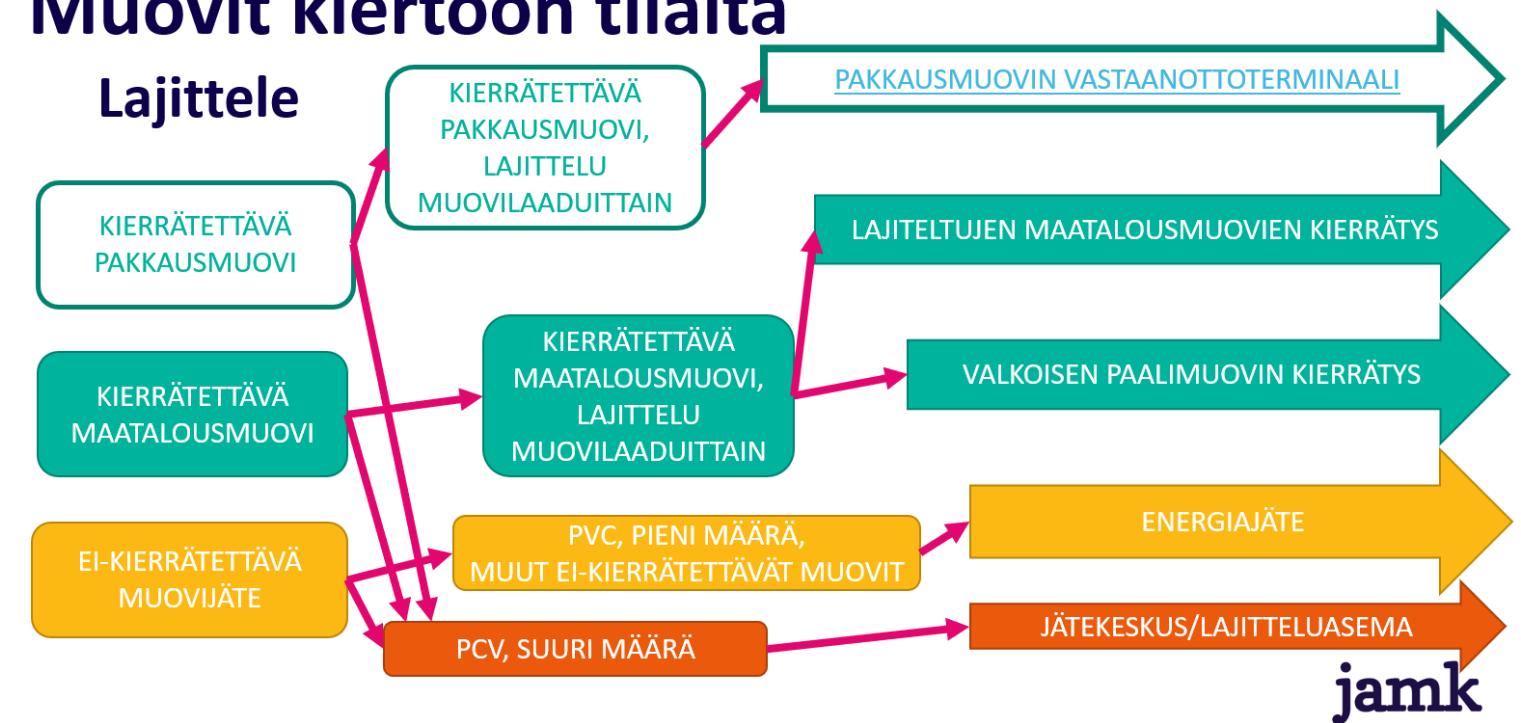 Muovit kiertoon tilalta
Lajittele
KIERRÄTETTÄVÄ
PAKKAUSMUOVI,
LAJITTELU
MUOVILAADUITTAIN
PAKKAUSMUOVIN VASTAANOTTOTERMINAALI
KIERRÄTETTÄVÄ
PAKKAUSMUOVI
LAJITELTUJEN MAATALOUSMUOVIEN KIERRÄTYS
KIERRÄTETTÄVÄ
MAATALOUSMUOVI
KIERRÄTETTÄVÄ
MAATALOUSMUOVI,
LAJITTELU
MUOVILAADUITTAIN
VALKOISEN PAALIMUOVIN KIERRÄTYS
EI-KIERRÄTETTÄVÄ
MUOVIJÄTE
PVC, PIENI MÄÄRÄ,
MUUT EI-KIERRÄTETTÄVÄT MUOVIT
ENERGIAJÄTE
PCV, SUURI MÄÄRÄ
JÄTEKESKUS/LAJITTELUASEMA
jamk